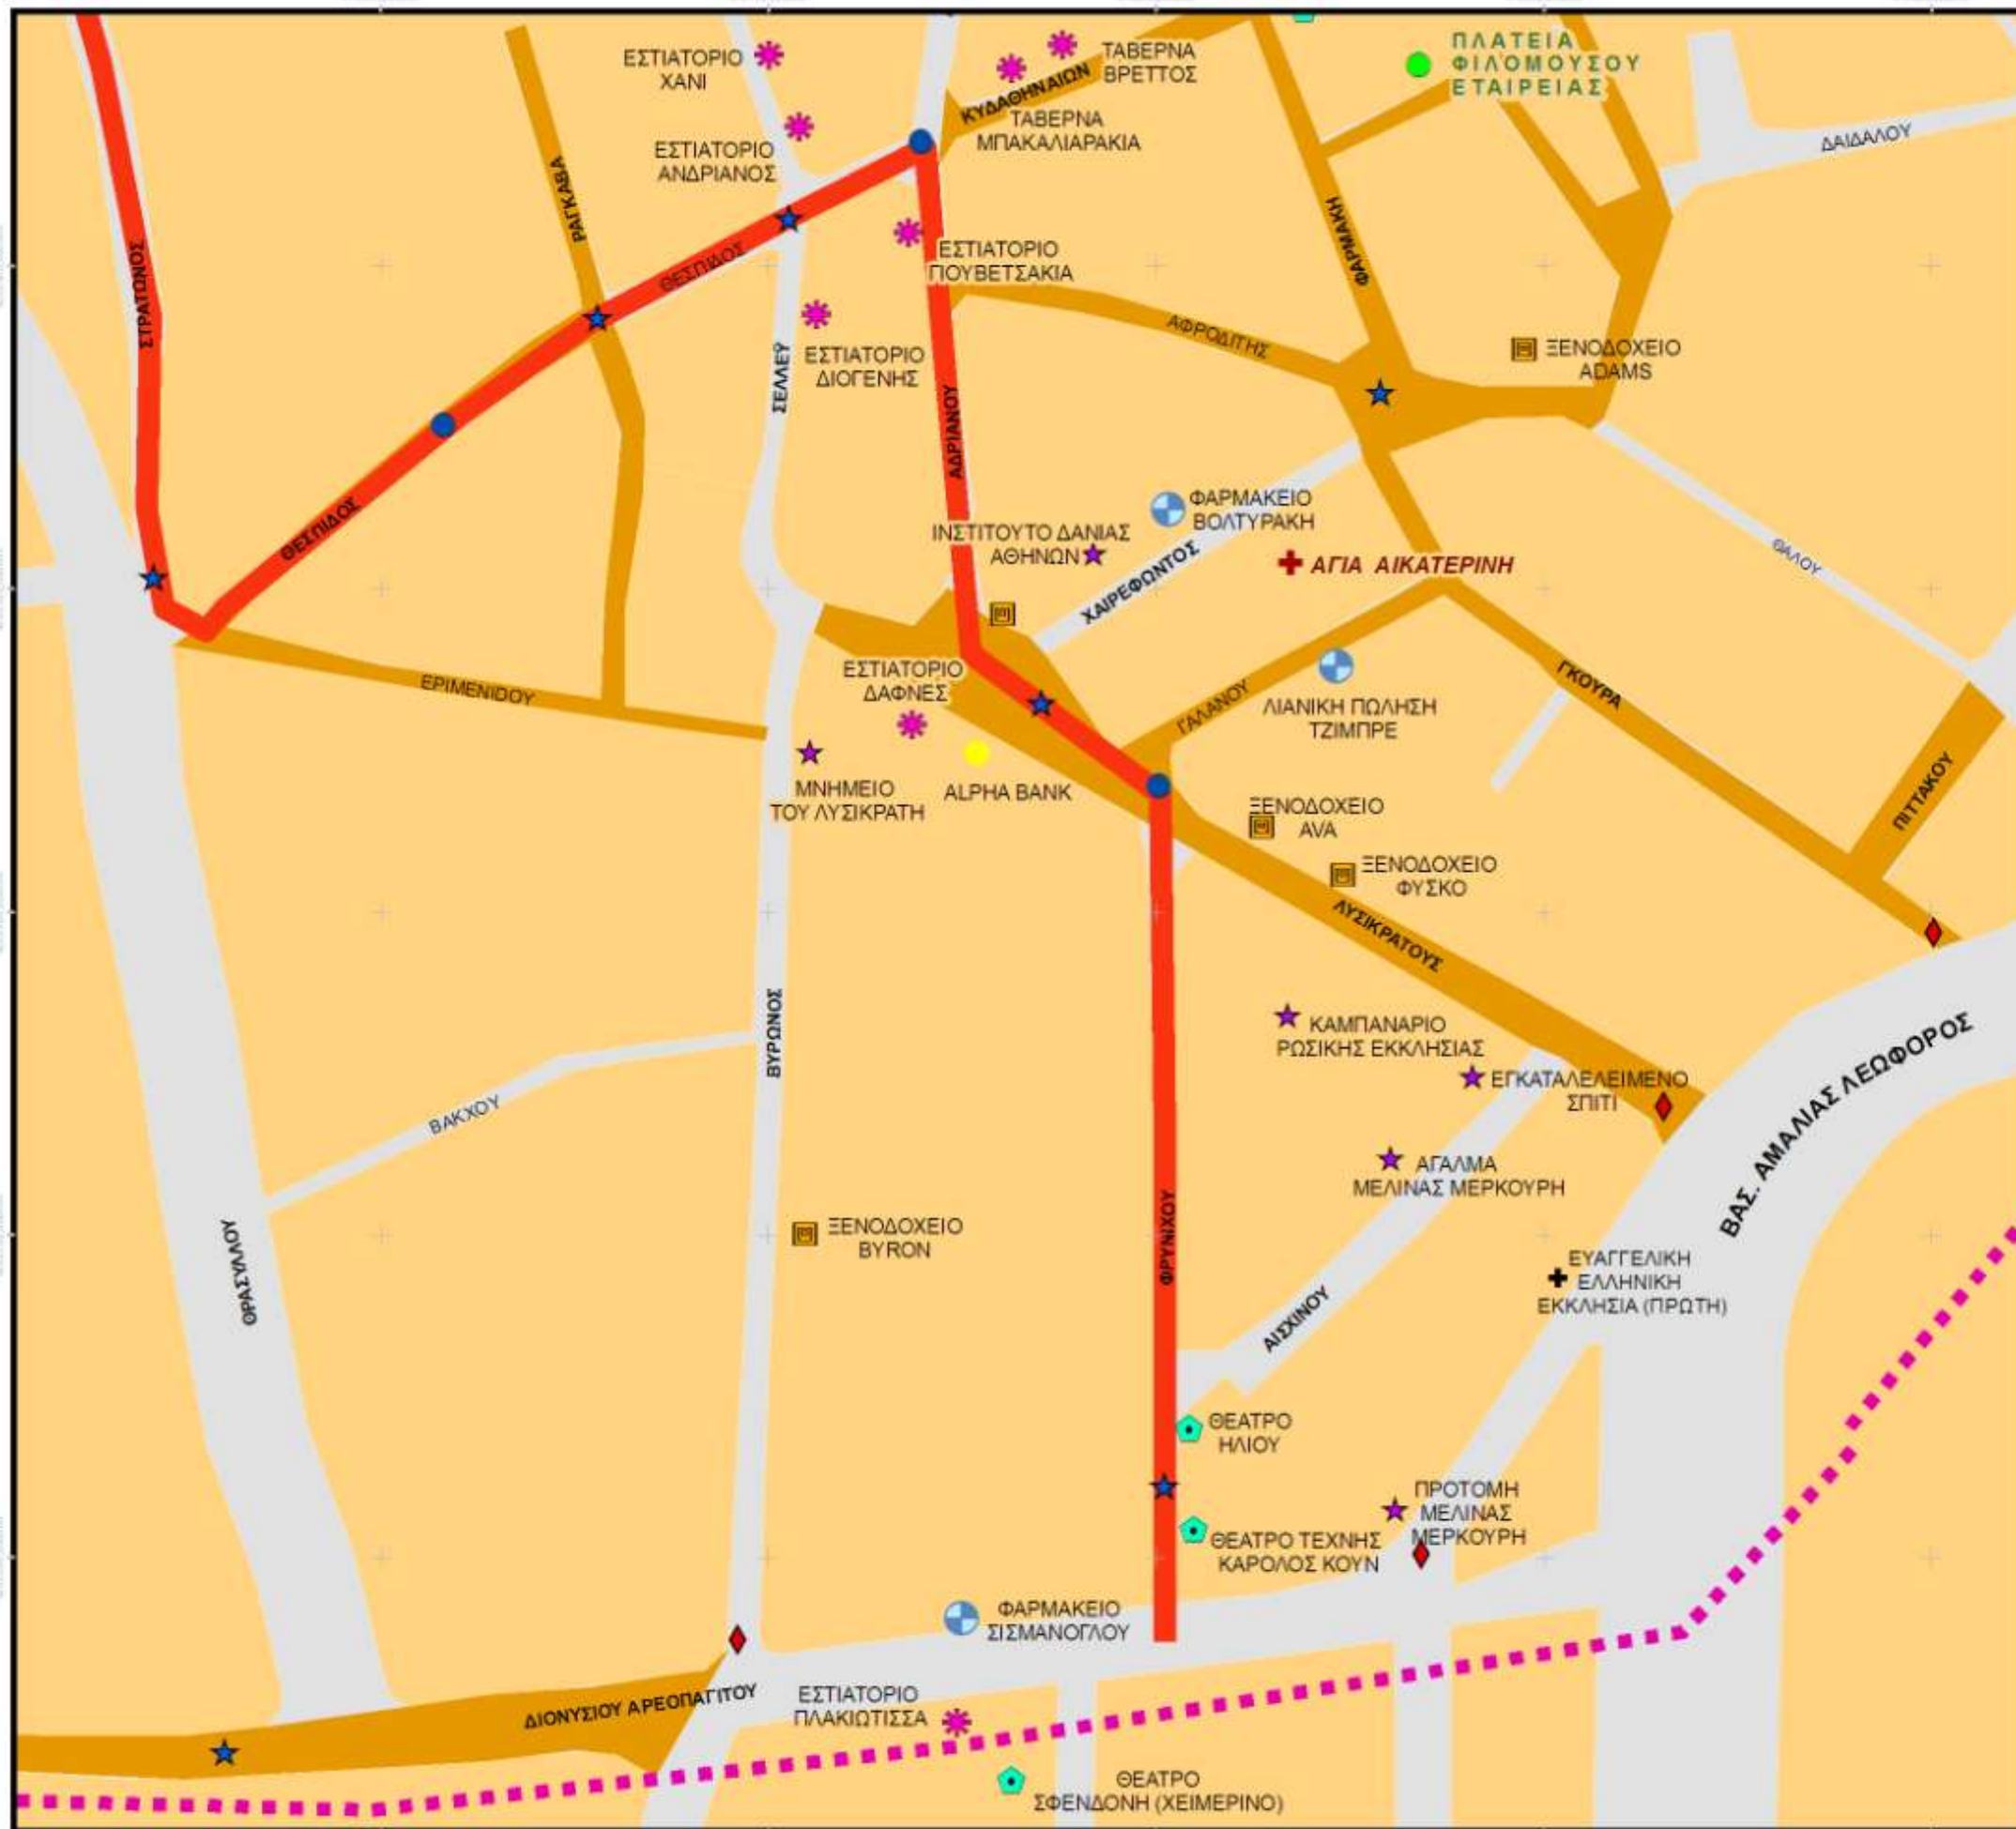 ΕΣΤΙΑΤΟΡΙΟ
ΧΑΝΙ
ΤΑΒΕΡΝΑ
ΒΡΕΤΤΟΣ
ΠΛΑΤΕΙΑ
ΦΙΛΟΜΟΥΣΟΥ
ΕΤΑΙΡΕΙΑΣ
ΚΥΔΑΘΗΝΑΙΩΝ
ΤΑΒΕΡΝΑ
ΜΠΑΚΑΛΙΑΡΑΚΙΑ
ΔΑΙΔΑΛΟΥ
ΕΣΤΙΑΤΟΡΙΟ
ΑΝΔΡΙΑΝΟΣ
ΡΑΓΚΑΒΑ
ΣΤΡΑΤΩΝΟΣ
ΘΕΣΠΙΔΟΣ
ΦΑΡΜΑΚΗ
ΕΣΤΙΑΤΟΡΙΟ
ΓΙΟΥΒΕΤΣΑΚΙΑ
ΑΦΡΟΔΙΤΗΣ
ΣΕΛΛΕΫ
ΕΣΤΙΑΤΟΡΙΟ
ΔΙΟΓΕΝΗΣ
ΞΕΝΟΔΟΧΕΙΟ
ADAMS
ΑΔΡΙΑΝΟΥ
ΘΕΣΠΙΔΟΣ
ΦΑΡΜΑΚΕΙΟ
ΒΟΛΤΥΡΑΚΗ
ΙΝΣΤΙΤΟΥΤΟ ΔΑΝΙΑΣ
ΑΘΗΝΩΝ
ΧΑΙΡΕΦΩΝΤΟΣ
ΑΓΙΑ ΑΙΚΑΤΕΡΙΝΗ
ΘΑΛΟΥ
ΕΡΙΜΕΝΙΔΟΥ
ΕΣΤΙΑΤΟΡΙΟ
ΔΑΦΝΕΣ
ΓΑΛΑΝΟΥ
ΛΙΑΝΙΚΗ ΠΩΛΗΣΗ
ΤΖΙΜΠΡΕ
ΓΚΟΥΡΑ
ΠΙΤΤΑΚΟΥ
ΜΝΗΜΕΙΟ
ΤΟΥ ΛΥΣΙΚΡΑΤΗ
ALPHA BANK
ΞΕΝΟΔΟΧΕΙΟ
AVA
ΞΕΝΟΔΟΧΕΙΟ
ΦΥΣΚΟ
ΛΥΣΙΚΡΑΤΟΥΣ
ΒΥΡΩΝΟΣ
ΚΑΜΠΑΝΑΡΙΟ
ΡΩΣΙΚΗΣ ΕΚΚΛΗΣΙΑΣ
ΕΓΚΑΤΑΛΕΛΕΙΜΕΝΟ
ΣΠΙΤΙ
ΒΑΣ. ΑΜΑΛΙΑΣ ΛΕΩΦΟΡΟΣ
ΒΑΚΧΟΥ
ΑΓΑΛΜΑ
ΜΕΛΙΝΑΣ ΜΕΡΚΟΥΡΗ
ΘΡΑΣΥΛΛΟΥ
ΞΕΝΟΔΟΧΕΙΟ
BYRON
ΦΡΥΝΙΧΟΥ
ΕΥΑΓΓΕΛΙΚΗ
ΕΛΛΗΝΙΚΗ
ΕΚΚΛΗΣΙΑ (ΠΡΩΤΗ)
ΑΙΣΧΙΝΟΥ
ΘΕΑΤΡΟ
ΗΛΙΟΥ
ΠΡΟΤΟΜΗ
ΜΕΛΙΝΑΣ
ΜΕΡΚΟΥΡΗ
ΘΕΑΤΡΟ ΤΕΧΝΗΣ
ΚΑΡΟΛΟΣ ΚΟΥΝ
ΦΑΡΜΑΚΕΙΟ
ΣΙΣΜΑΝΟΓΛΟΥ
ΔΙΟΝΥΣΙΟΥ ΑΡΕΟΠΑΓΙΤΟΥ
ΕΣΤΙΑΤΟΡΙΟ
ΠΛΑΚΙΩΤΙΣΣΑ
ΘΕΑΤΡΟ
ΣΦΕΝΔΟΝΗ (ΧΕΙΜΕΡΙΝΟ)